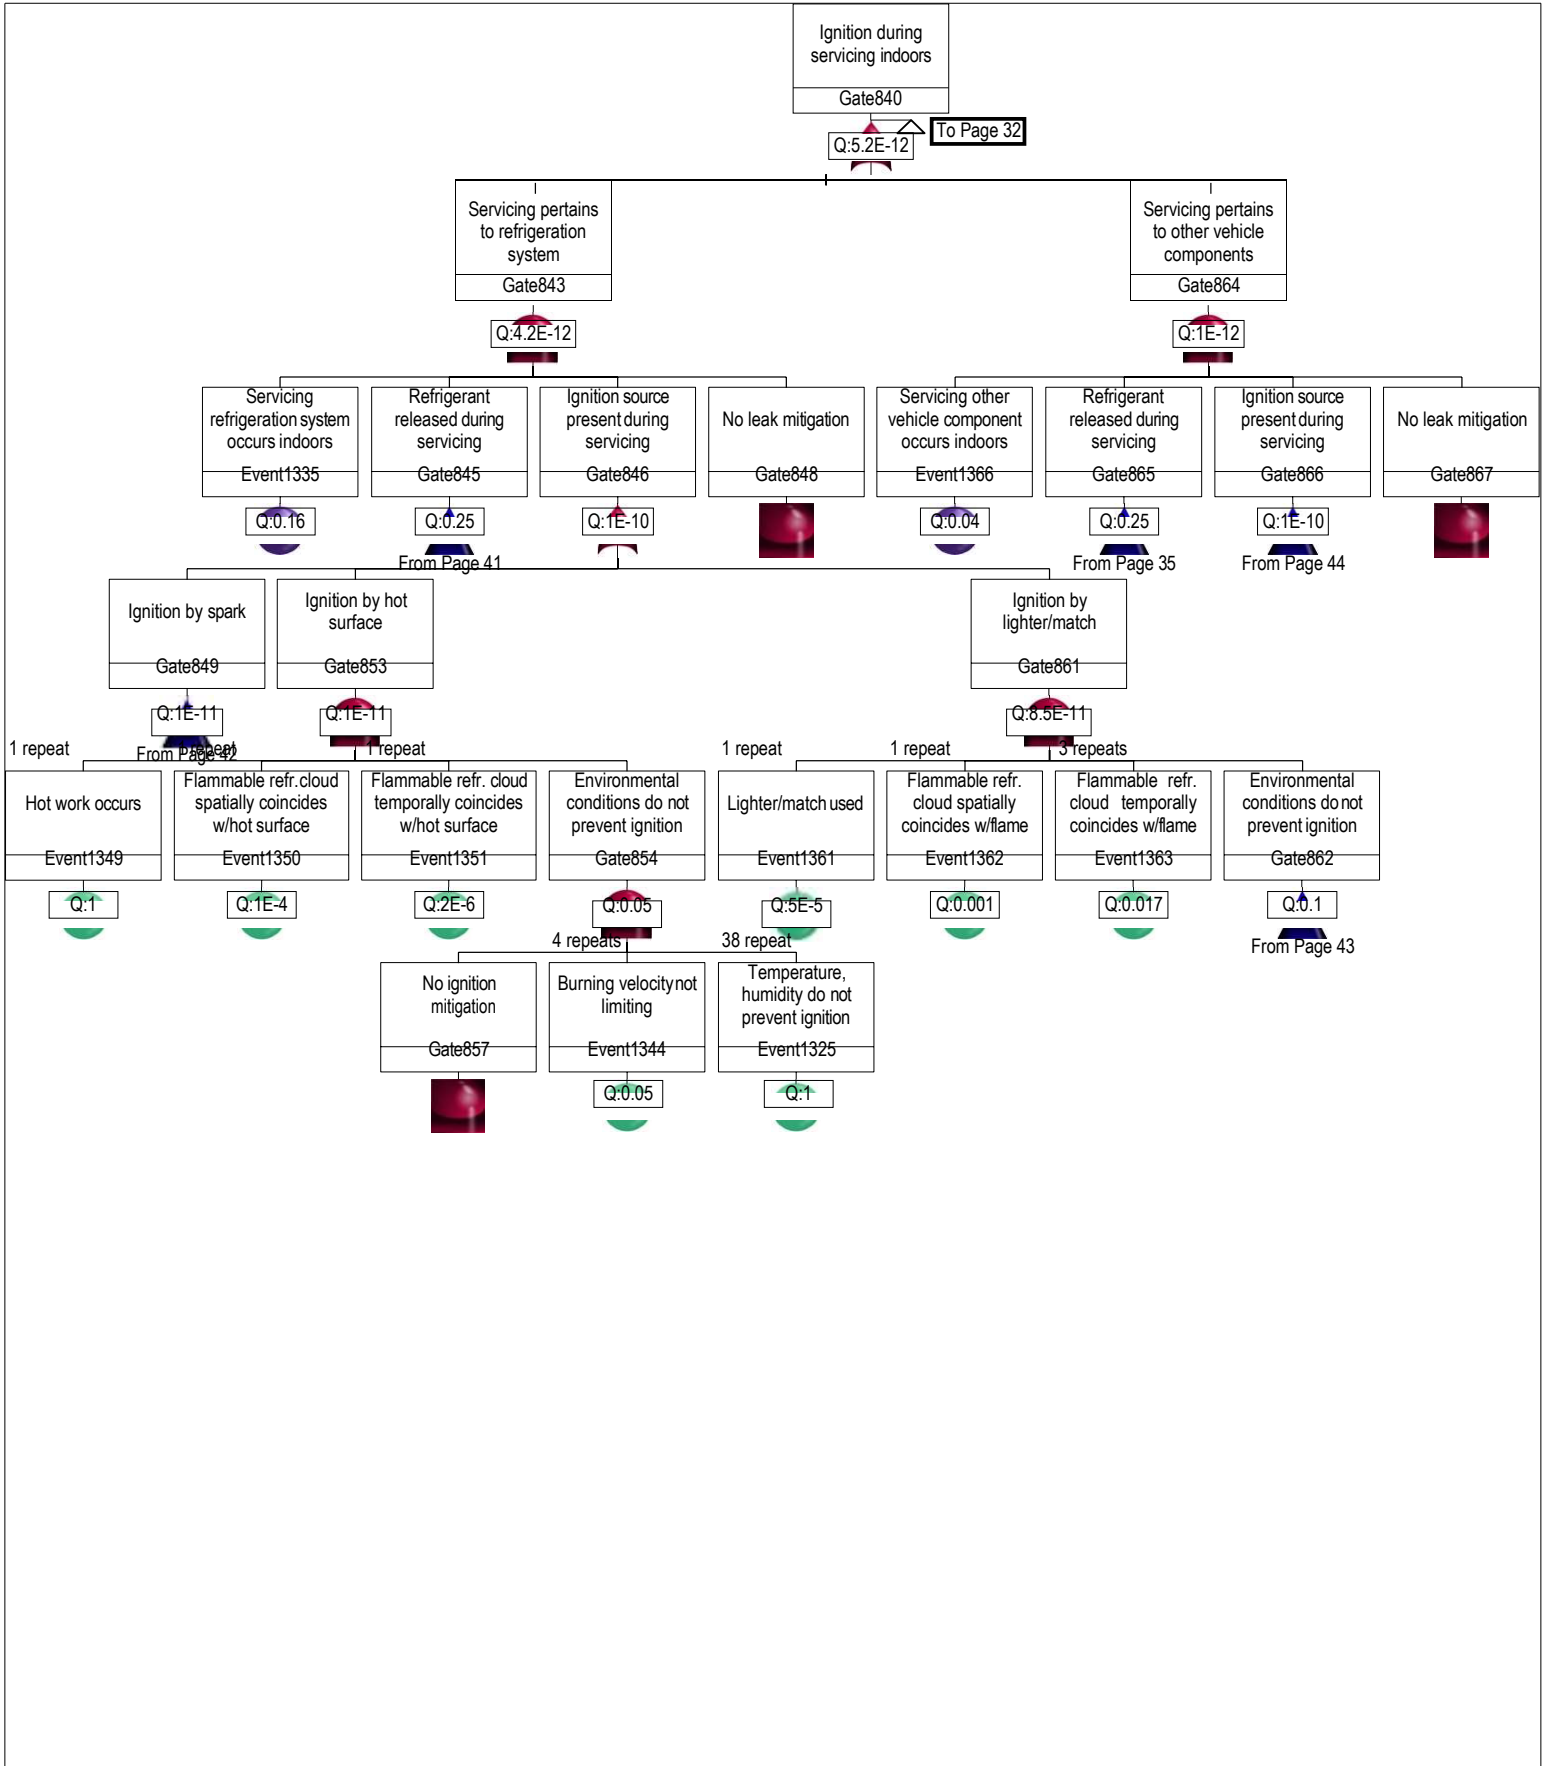 Ignition during
servicing indoors
Gate840
To Page 32
Q:5.2E-12
Servicing pertains
to refrigeration
system
Gate843
Q:4.2E-12
Servicing pertains
to other vehicle
components
Gate864
Q:1E-12
Servicing
refrigeration system
occurs indoors
Event1335
Q:0.16
Refrigerant
released during
servicing
Gate845
Q:0.25
From Page 41
Ignition source
present during
servicing
Gate846
Q:1E-10
No leak mitigation
Gate848
Servicing other
vehicle component
occurs indoors
Event1366
Q:0.04
Refrigerant
released during
servicing
Gate865
Q:0.25
From Page 35
Ignition source
present during
servicing
Gate866
Q:1E-10
From Page 44
No leak mitigation
Gate867
Ignition by spark
Gate849
Q:1E-11
From Page 42
Ignition by hot
surface
Gate853
Q:1E-11
Ignition by
lighter/match
Gate861
Q:8.5E-11
1 repeat
Hot work occurs
Event1349
Q:1
1 repeat
Flammable refr. cloud
spatially coincides
w/hot surface
Event1350
Q:1E-4
1 repeat
Flammable refr. cloud
temporally coincides
w/hot surface
Event1351
Q:2E-6
Environmental
conditions do not
prevent ignition
Gate854
Q:0.05
1 repeat
Lighter/match used
Event1361
Q:5E-5
1 repeat
Flammable refr.
cloud spatially
coincides w/flame
Event1362
Q:0.001
3 repeats
Flammable refr.
cloud temporally
coincides w/flame
Event1363
Q:0.017
Environmental
conditions do not
prevent ignition
Gate862
Q:0.1
From Page 43
No ignition
mitigation
Gate857
4 repeats
Burning velocity not
limiting
Event1344
Q:0.05
38 repeat
Temperature,
humidity do not
prevent ignition
Event1325
Q:1